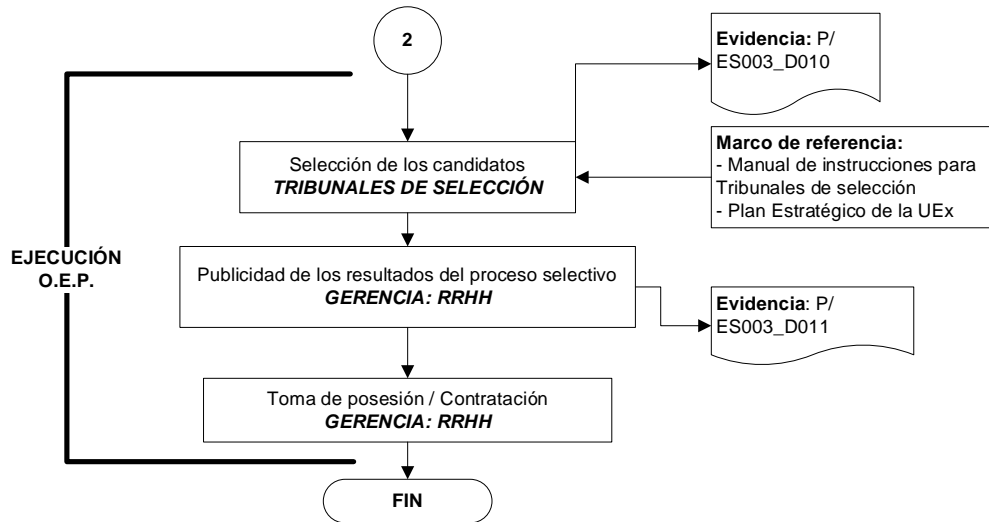 2
Evidencia: P/
ES003_D010
Selección de los candidatos
TRIBUNALES DE SELECCIÓN
Marco de referencia:
- Manual de instrucciones para
Tribunales de selección
- Plan Estratégico de la UEx
EJECUCIÓN
O.E.P.
Publicidad de los resultados del proceso selectivo
GERENCIA: RRHH
Evidencia: P/
ES003_D011
Toma de posesión / Contratación
GERENCIA: RRHH
FIN